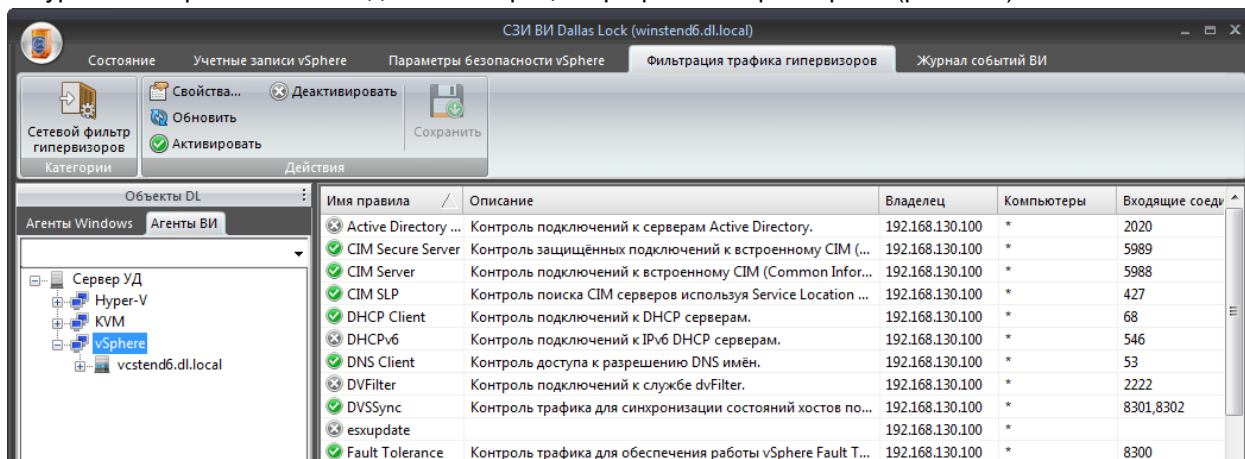 СЗИ ВИ Dallas Lock (winstend6.dl.local)
Состояние Учетные записи vSphere Параметры безопасности vSphere Фильтрация трафика гипервизоров Журнал событий ВИ
Свойства... Деактивировать
Обновить
Активировать
Сетевой фильтр гипервизоров
Сохранить
Категории Действия
Объекты DL
Агенты Windows Агенты ВИ
Сервер УД
Hyper-V
KVM
vSphere
vcstend6.dl.local
Имя правила Описание Владелец Компьютеры Входящие соеди
Active Directory ... Контроль подключений к серверам Active Directory. 192.168.130.100 * 2020
CIM Secure Server Контроль защищённых подключений к встроенному CIM (... 192.168.130.100 * 5989
CIM Server Контроль подключений к встроенному CIM (Common Infor... 192.168.130.100 * 5988
CIM SLP Контроль поиска CIM серверов используя Service Location ... 192.168.130.100 * 427
DHCP Client Контроль подключений к DHCP серверам. 192.168.130.100 * 68
DHCPv6 Контроль подключений к IPv6 DHCP серверам. 192.168.130.100 * 546
DNS Client Контроль доступа к разрешению DNS имён. 192.168.130.100 * 53
DVFilter Контроль подключений к службе dvFilter. 192.168.130.100 * 2222
DVSSync Контроль трафика для синхронизации состояний хостов по... 192.168.130.100 * 8301,8302
esxupdate 192.168.130.100 *
Fault Tolerance Контроль трафика для обеспечения работы vSphere Fault T... 192.168.130.100 * 8300